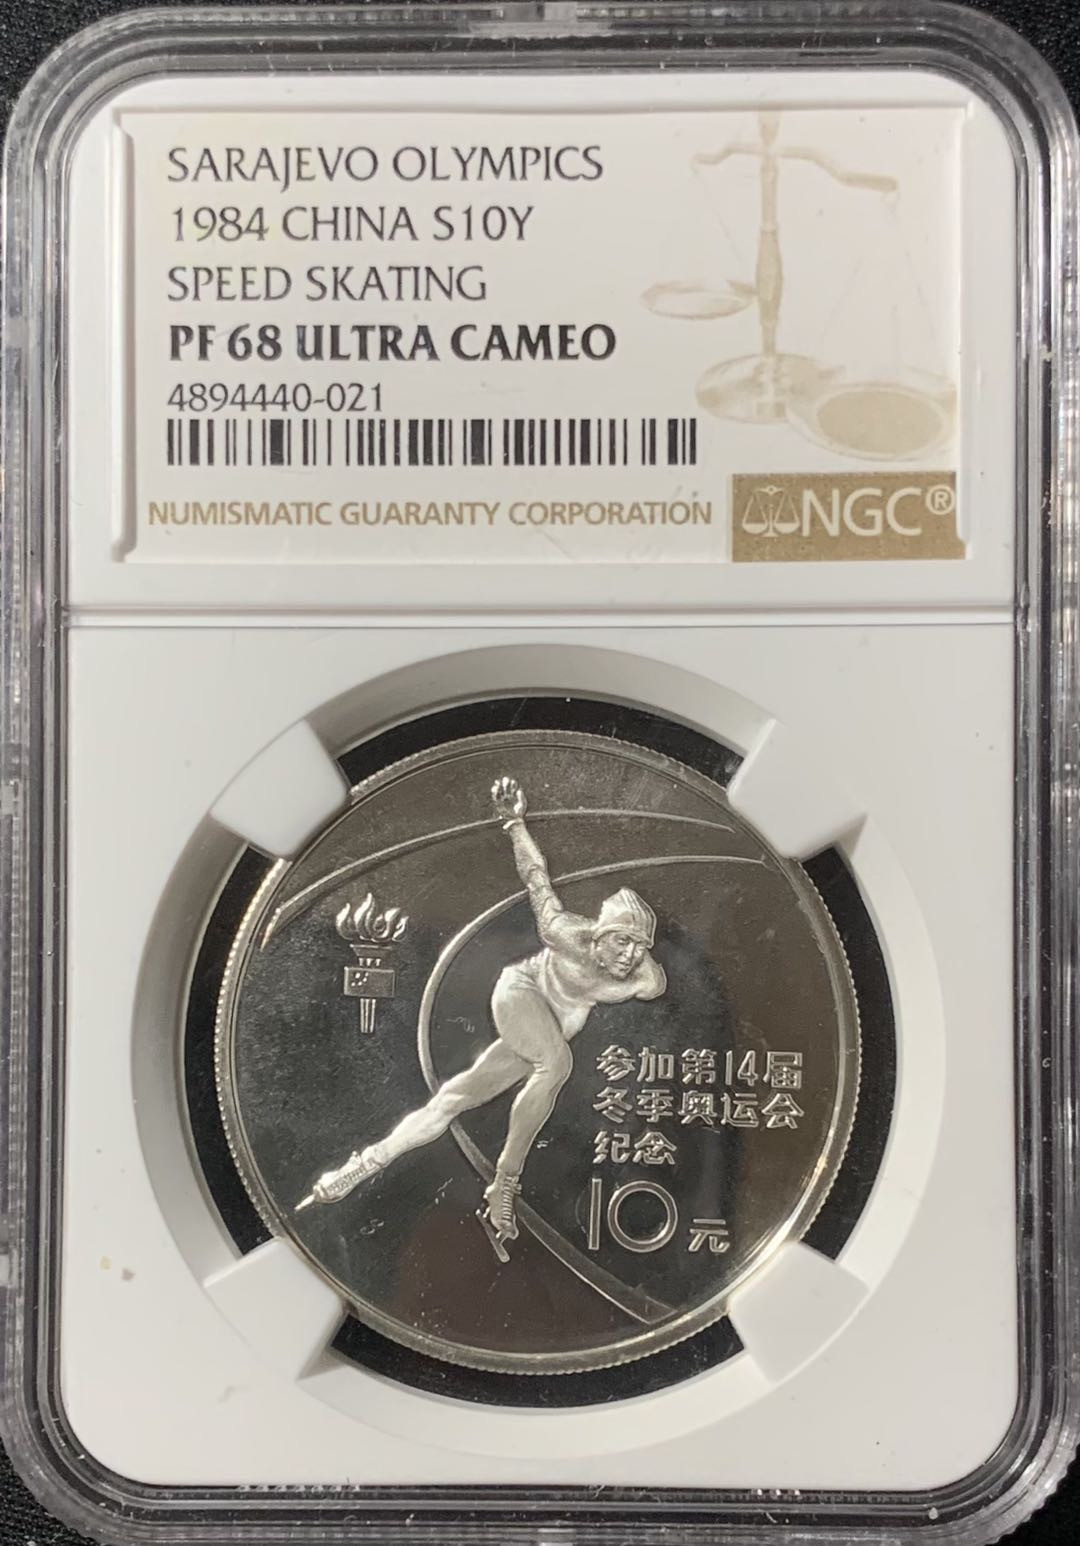 SARAJEVO OLYMPICS
1984 CHINA S10Y
SPEED SKATING
PF 68 ULTRA CAMEO
4894440-021
NUMISMATIC GUARANTY CORPORATION
NGC®
参加第14届
冬季奥运会
纪念
10元